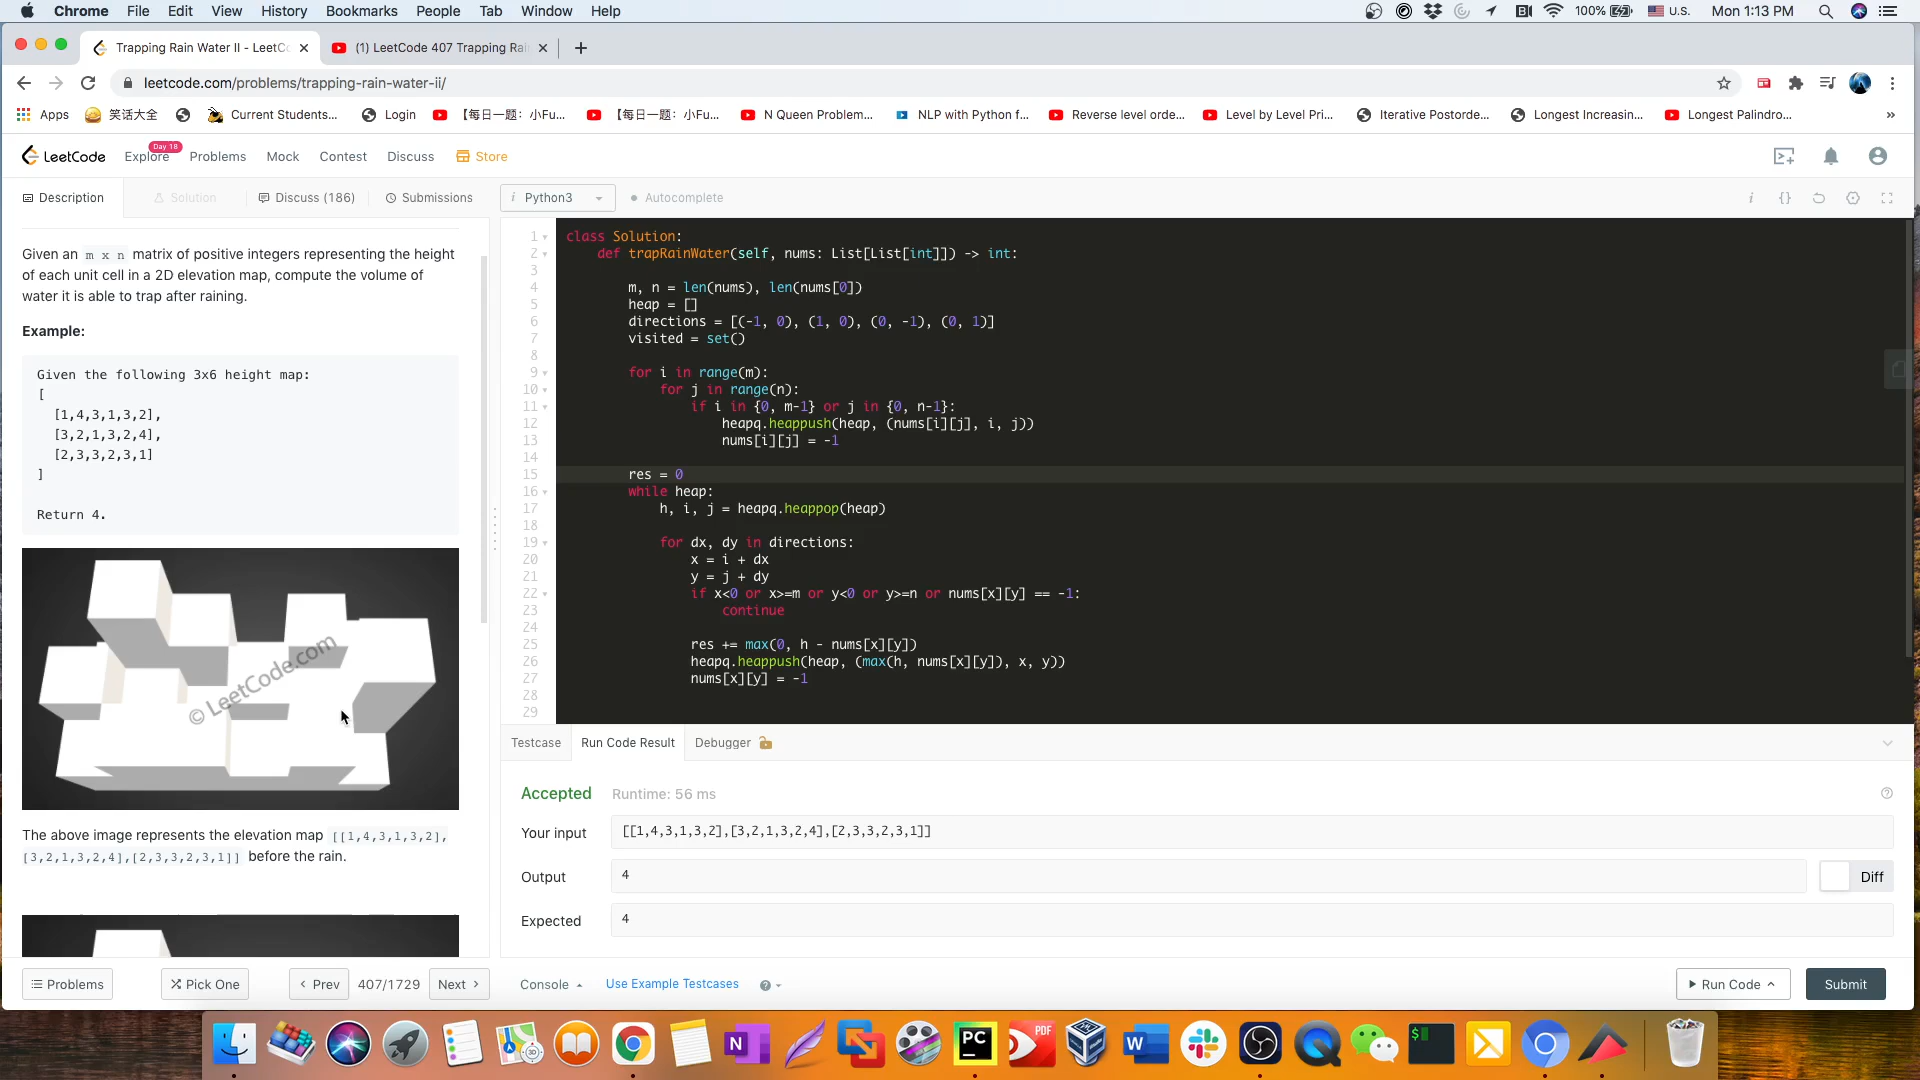 Chrome File Edit View History Bookmarks People Tab Window Help
100% U.S. Mon 1:13 PM
Trapping Rain Water II - LeetCo
(1) LeetCode 407 Trapping Rai
leetcode.com/problems/trapping-rain-water-ii/
Apps 笑话大全 Current Students... Login 【每日一题：小Fu... 【每日一题：小Fu... N Queen Problem... NLP with Python f... Reverse level orde... Level by Level Pri... Iterative Postorde... Longest Increasin... Longest Palindro... »
LeetCode Explore Day 18 Problems Mock Contest Discuss Store
Description Solution Discuss (186) Submissions
i Python3 Autocomplete
Given an m x n matrix of positive integers representing the height
of each unit cell in a 2D elevation map, compute the volume of
water it is able to trap after raining.
Example:
Given the following 3x6 height map:
[
[1,4,3,1,3,2],
[3,2,1,3,2,4],
[2,3,3,2,3,1]
]
Return 4.
© LeetCode.com
The above image represents the elevation map [[1,4,3,1,3,2],
[3,2,1,3,2,4],[2,3,3,2,3,1]] before the rain.
Problems Pick One Prev 407/1729 Next
1 class Solution:
2 def trapRainWater(self, nums: List[List[int]]) -> int:
3
4 m, n = len(nums), len(nums[0])
5 heap = []
6 directions = [(-1, 0), (1, 0), (0, -1), (0, 1)]
7 visited = set()
8
9 for i in range(m):
10 for j in range(n):
11 if i in {0, m-1} or j in {0, n-1}:
12 heapq.heappush(heap, (nums[i][j], i, j))
13 nums[i][j] = -1
14
15 res = 0
16 while heap:
17 h, i, j = heapq.heappop(heap)
18
19 for dx, dy in directions:
20 x = i + dx
21 y = j + dy
22 if x<0 or x>=m or y<0 or y>=n or nums[x][y] == -1:
23 continue
24
25 res += max(0, h - nums[x][y])
26 heapq.heappush(heap, (max(h, nums[x][y]), x, y))
27 nums[x][y] = -1
28
29
Testcase Run Code Result Debugger
Accepted Runtime: 56 ms
Your input [[1,4,3,1,3,2],[3,2,1,3,2,4],[2,3,3,2,3,1]]
Output 4 Diff
Expected 4
Console Use Example Testcases
Run Code Submit
N PC PDF W $